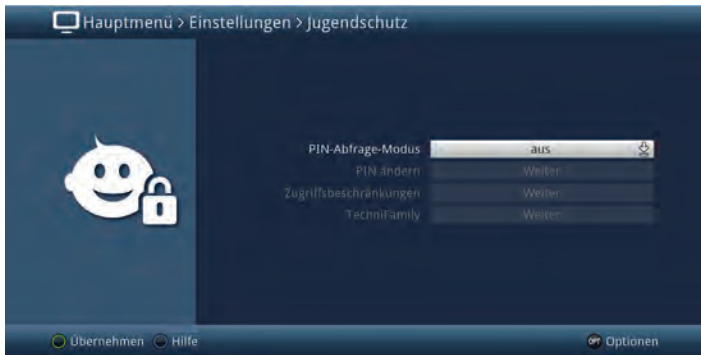 Hauptmenü > Einstellungen > Jugendschutz
PIN-Abfrage-Modus aus
PIN ändern Weiter
Zugriffsbeschränkungen Weiter
TechniFamily Weiter
Übernehmen Hilfe OPT Optionen